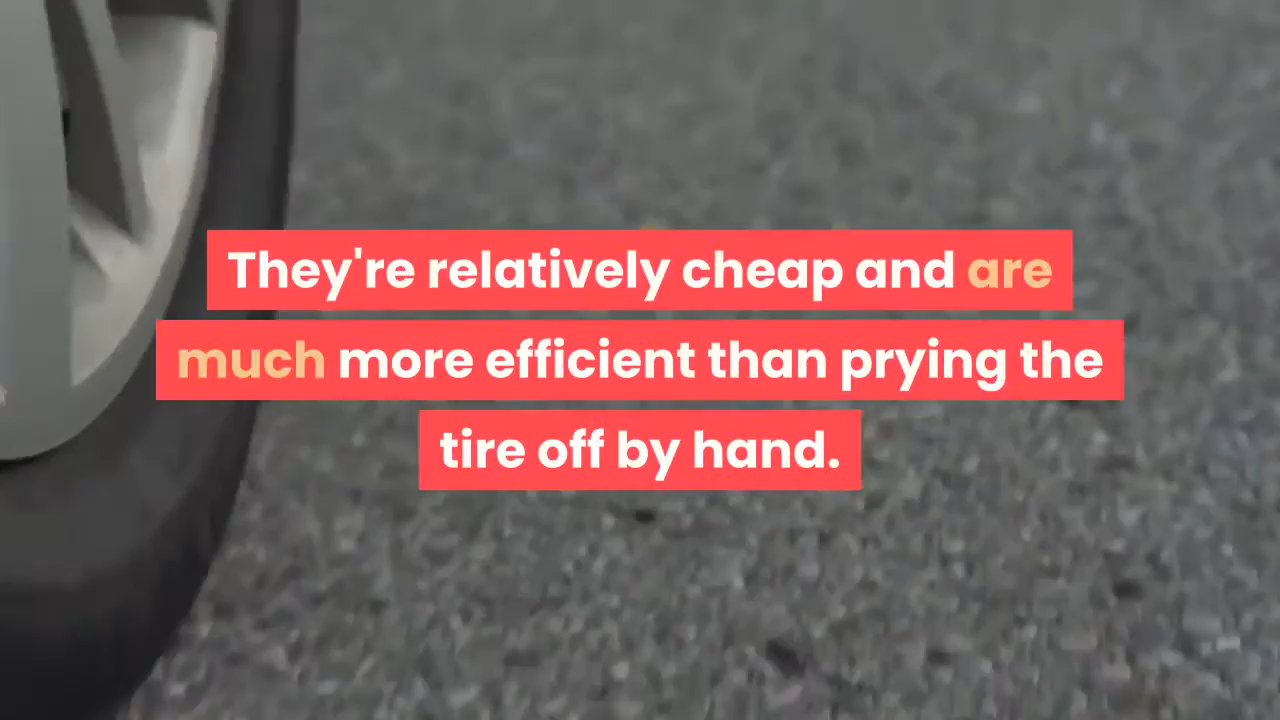 They're relatively cheap and are
much more efficient than prying the
tire off by hand.